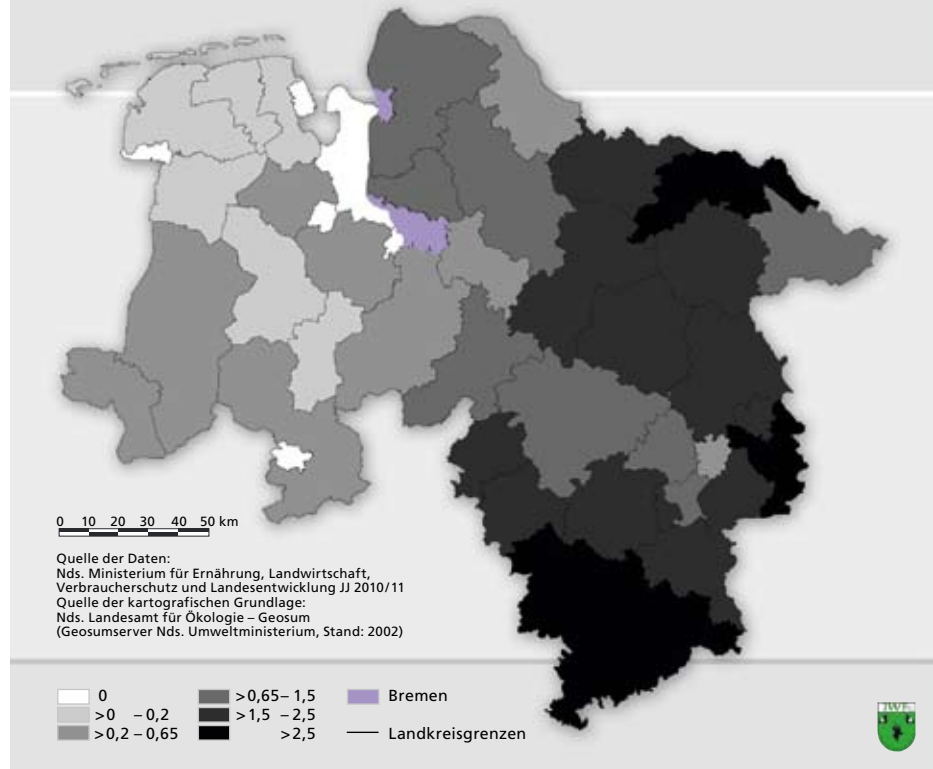 0 10 20 30 40 50 km
Quelle der Daten:
Nds. Ministerium für Ernährung, Landwirtschaft,
Verbraucherschutz und Landesentwicklung JJ 2010/11
Quelle der kartografischen Grundlage:
Nds. Landesamt für Ökologie – Geosum
(Geosumserver Nds. Umweltministerium, Stand: 2002)
0
>0 – 0,2
>0,2 – 0,65
>0,65 – 1,5
>1,5 – 2,5
>2,5
Bremen
Landkreisgrenzen